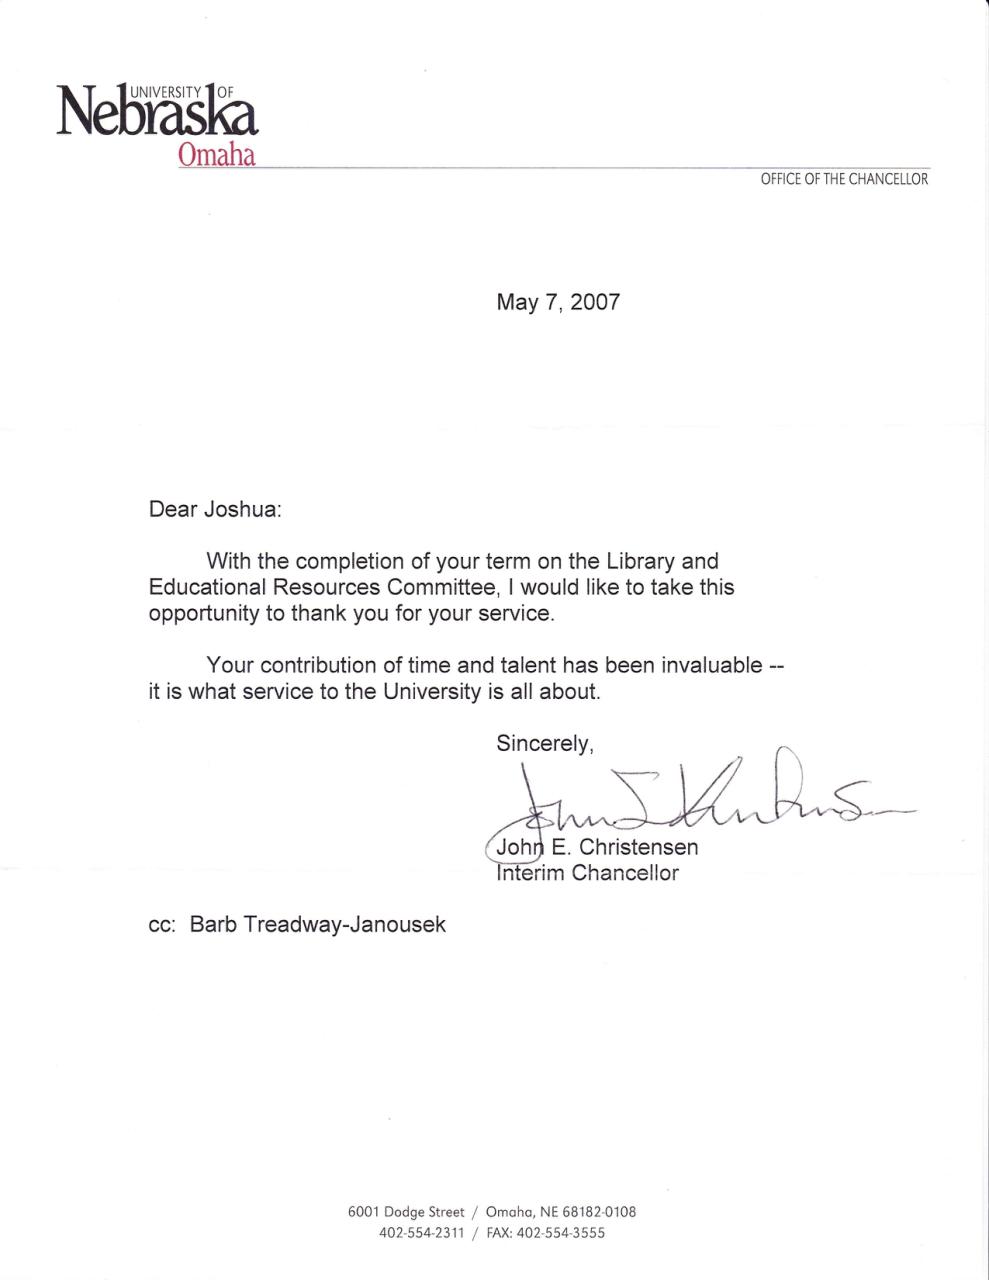 UNIVERSITY OF
Nebraska
Omaha
OFFICE OF THE CHANCELLOR
May 7, 2007
Dear Joshua:
With the completion of your term on the Library and
Educational Resources Committee, I would like to take this
opportunity to thank you for your service.
Your contribution of time and talent has been invaluable --
it is what service to the University is all about.
Sincerely,
John E. Christensen
John E. Christensen
Interim Chancellor
cc: Barb Treadway-Janousek
6001 Dodge Street / Omaha, NE 68182-0108
402-554-2311 / FAX: 402-554-3555